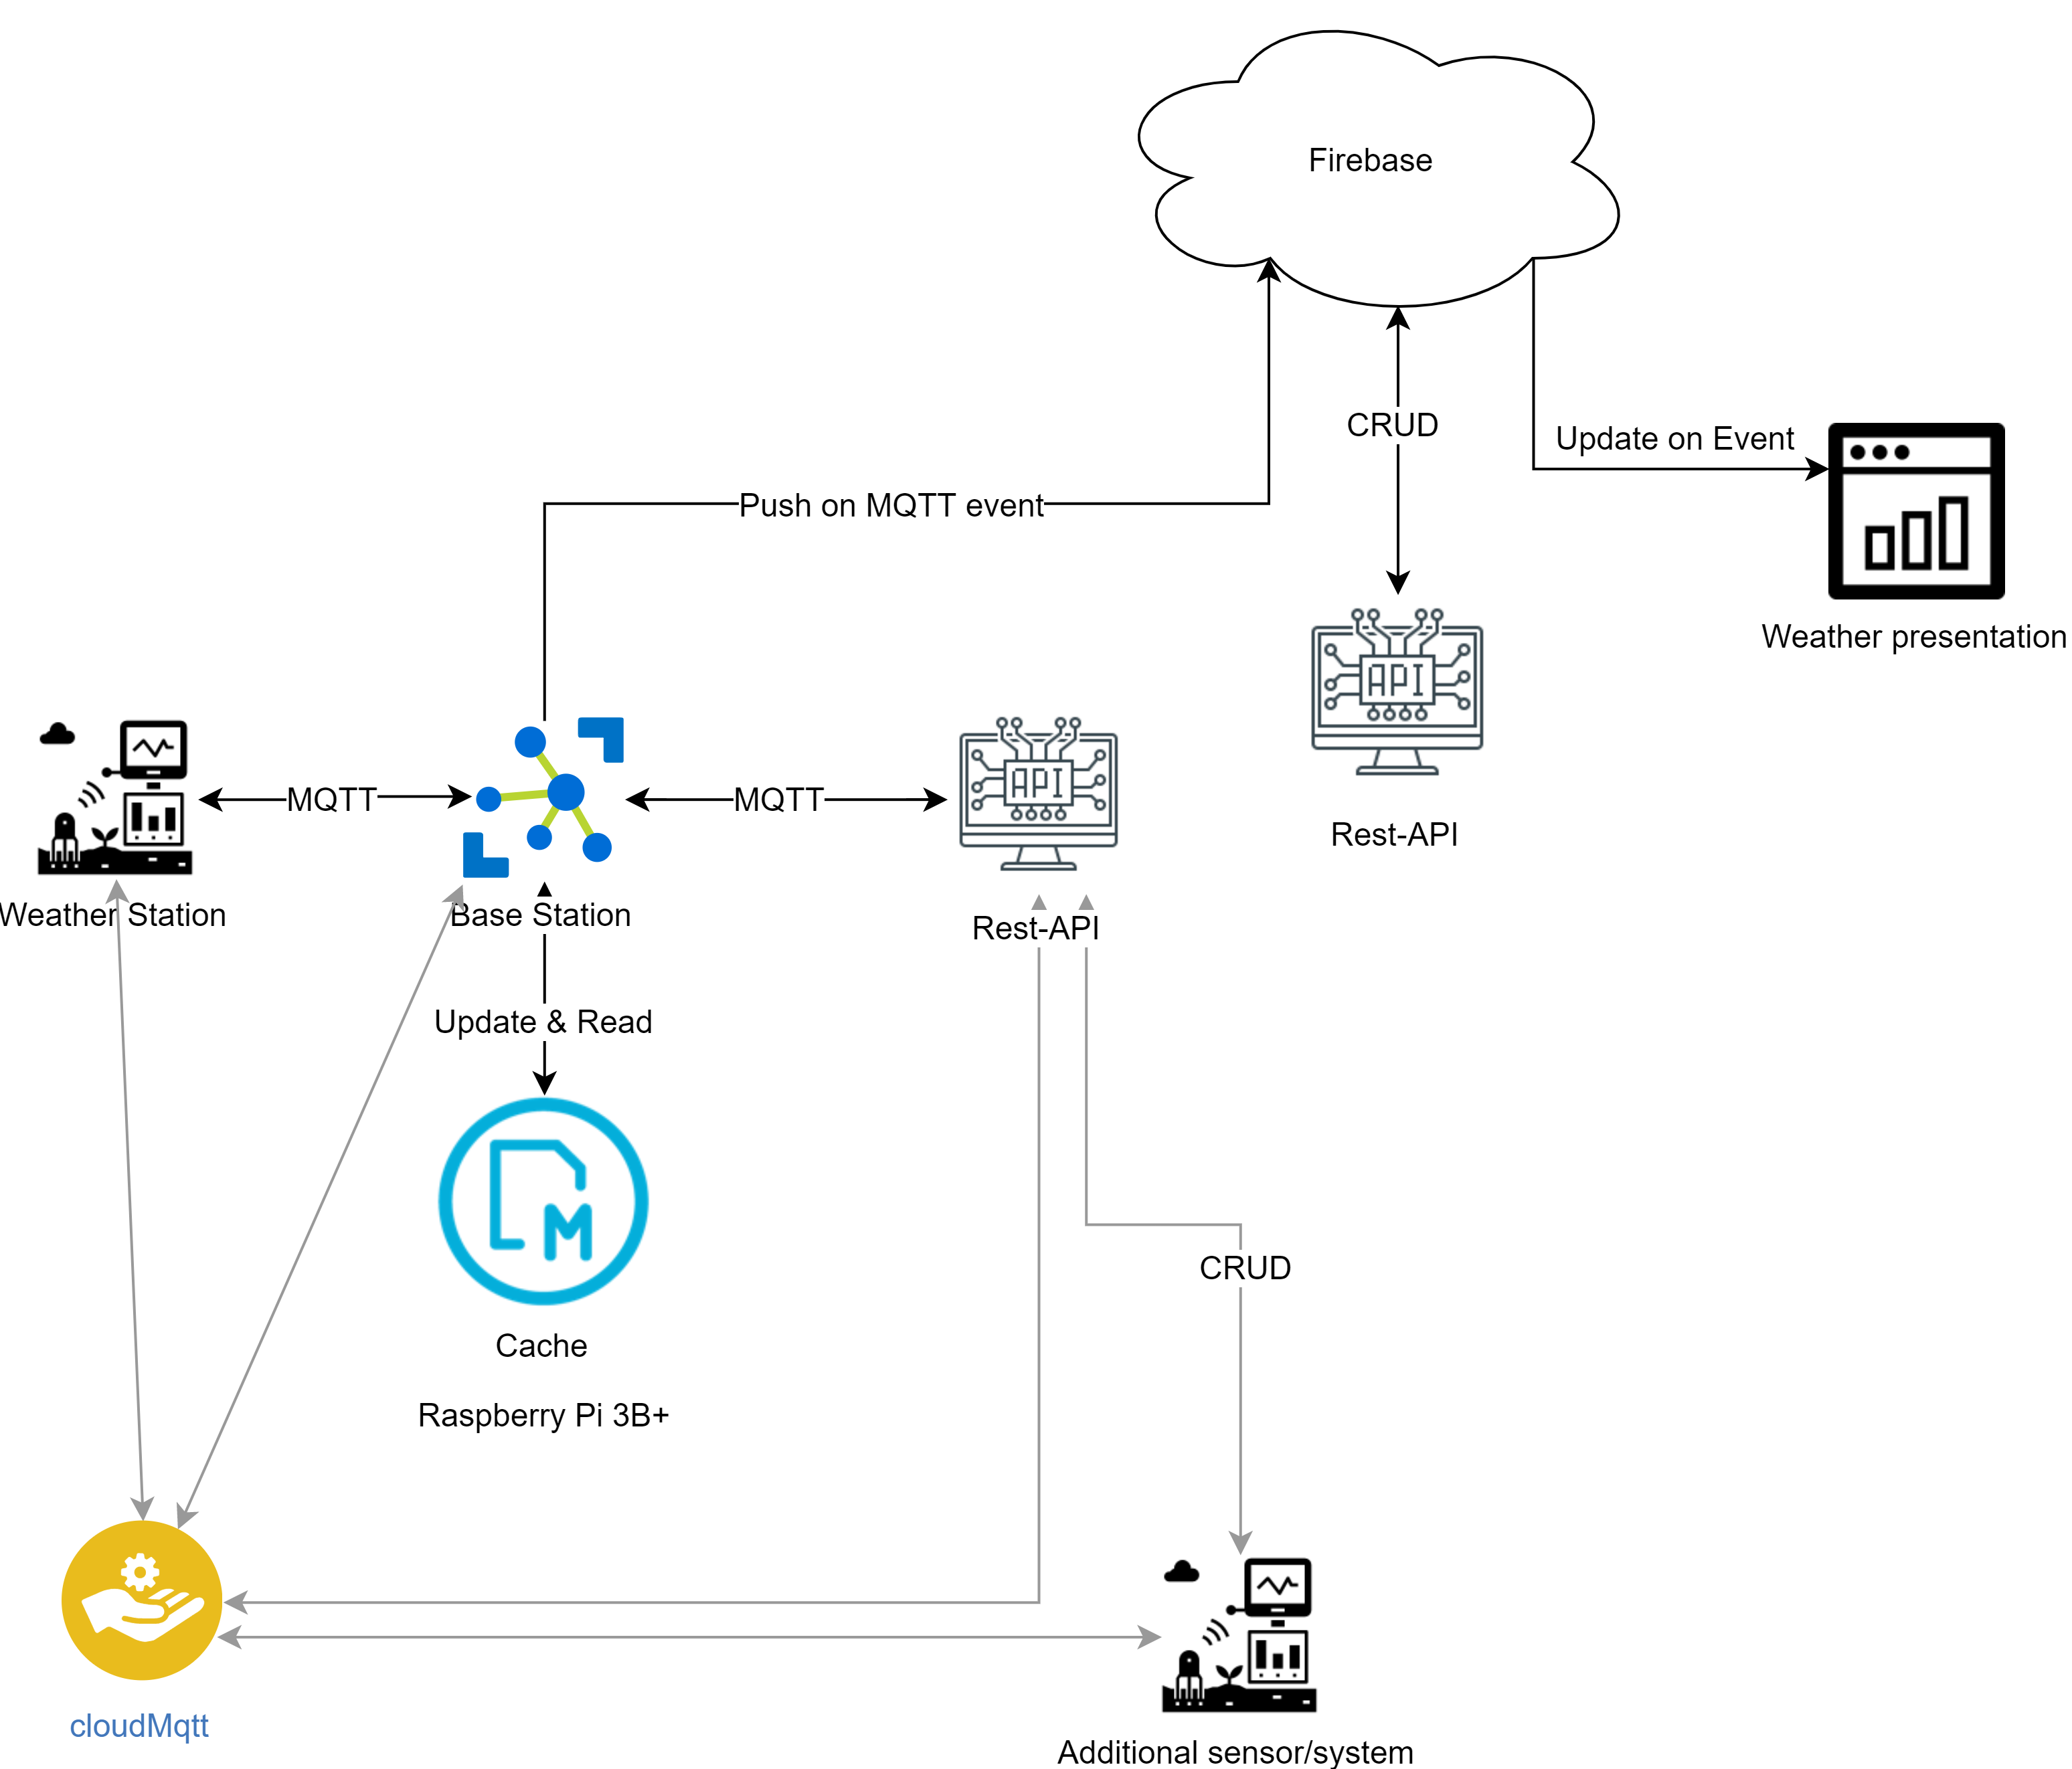 Firebase
CRUD
Update on Event
Push on MQTT event
Weather presentation
API
API
MQTT
MQTT
Rest-API
Weather Station
Base Station
Rest-API
Update & Read
M
CRUD
Cache
Raspberry Pi 3B+
cloudMqtt
Additional sensor/system